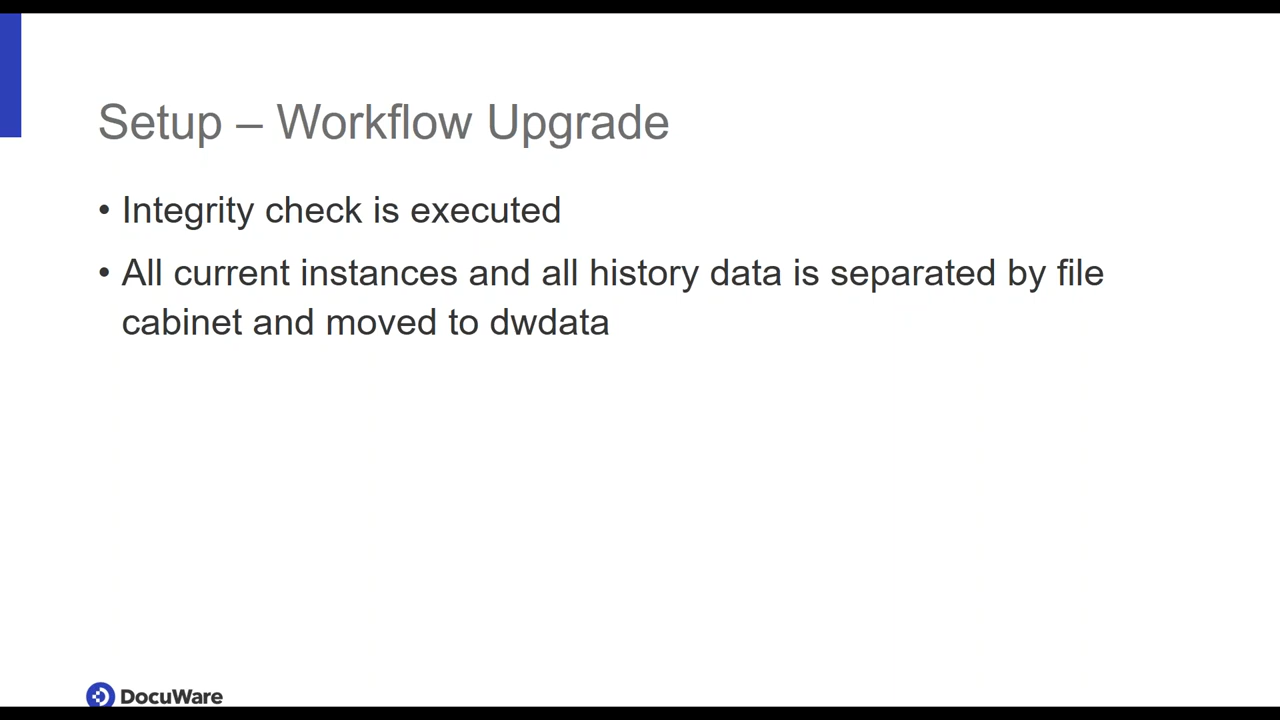 Setup – Workflow Upgrade
• Integrity check is executed
• All current instances and all history data is separated by file
cabinet and moved to dwdata
DocuWare